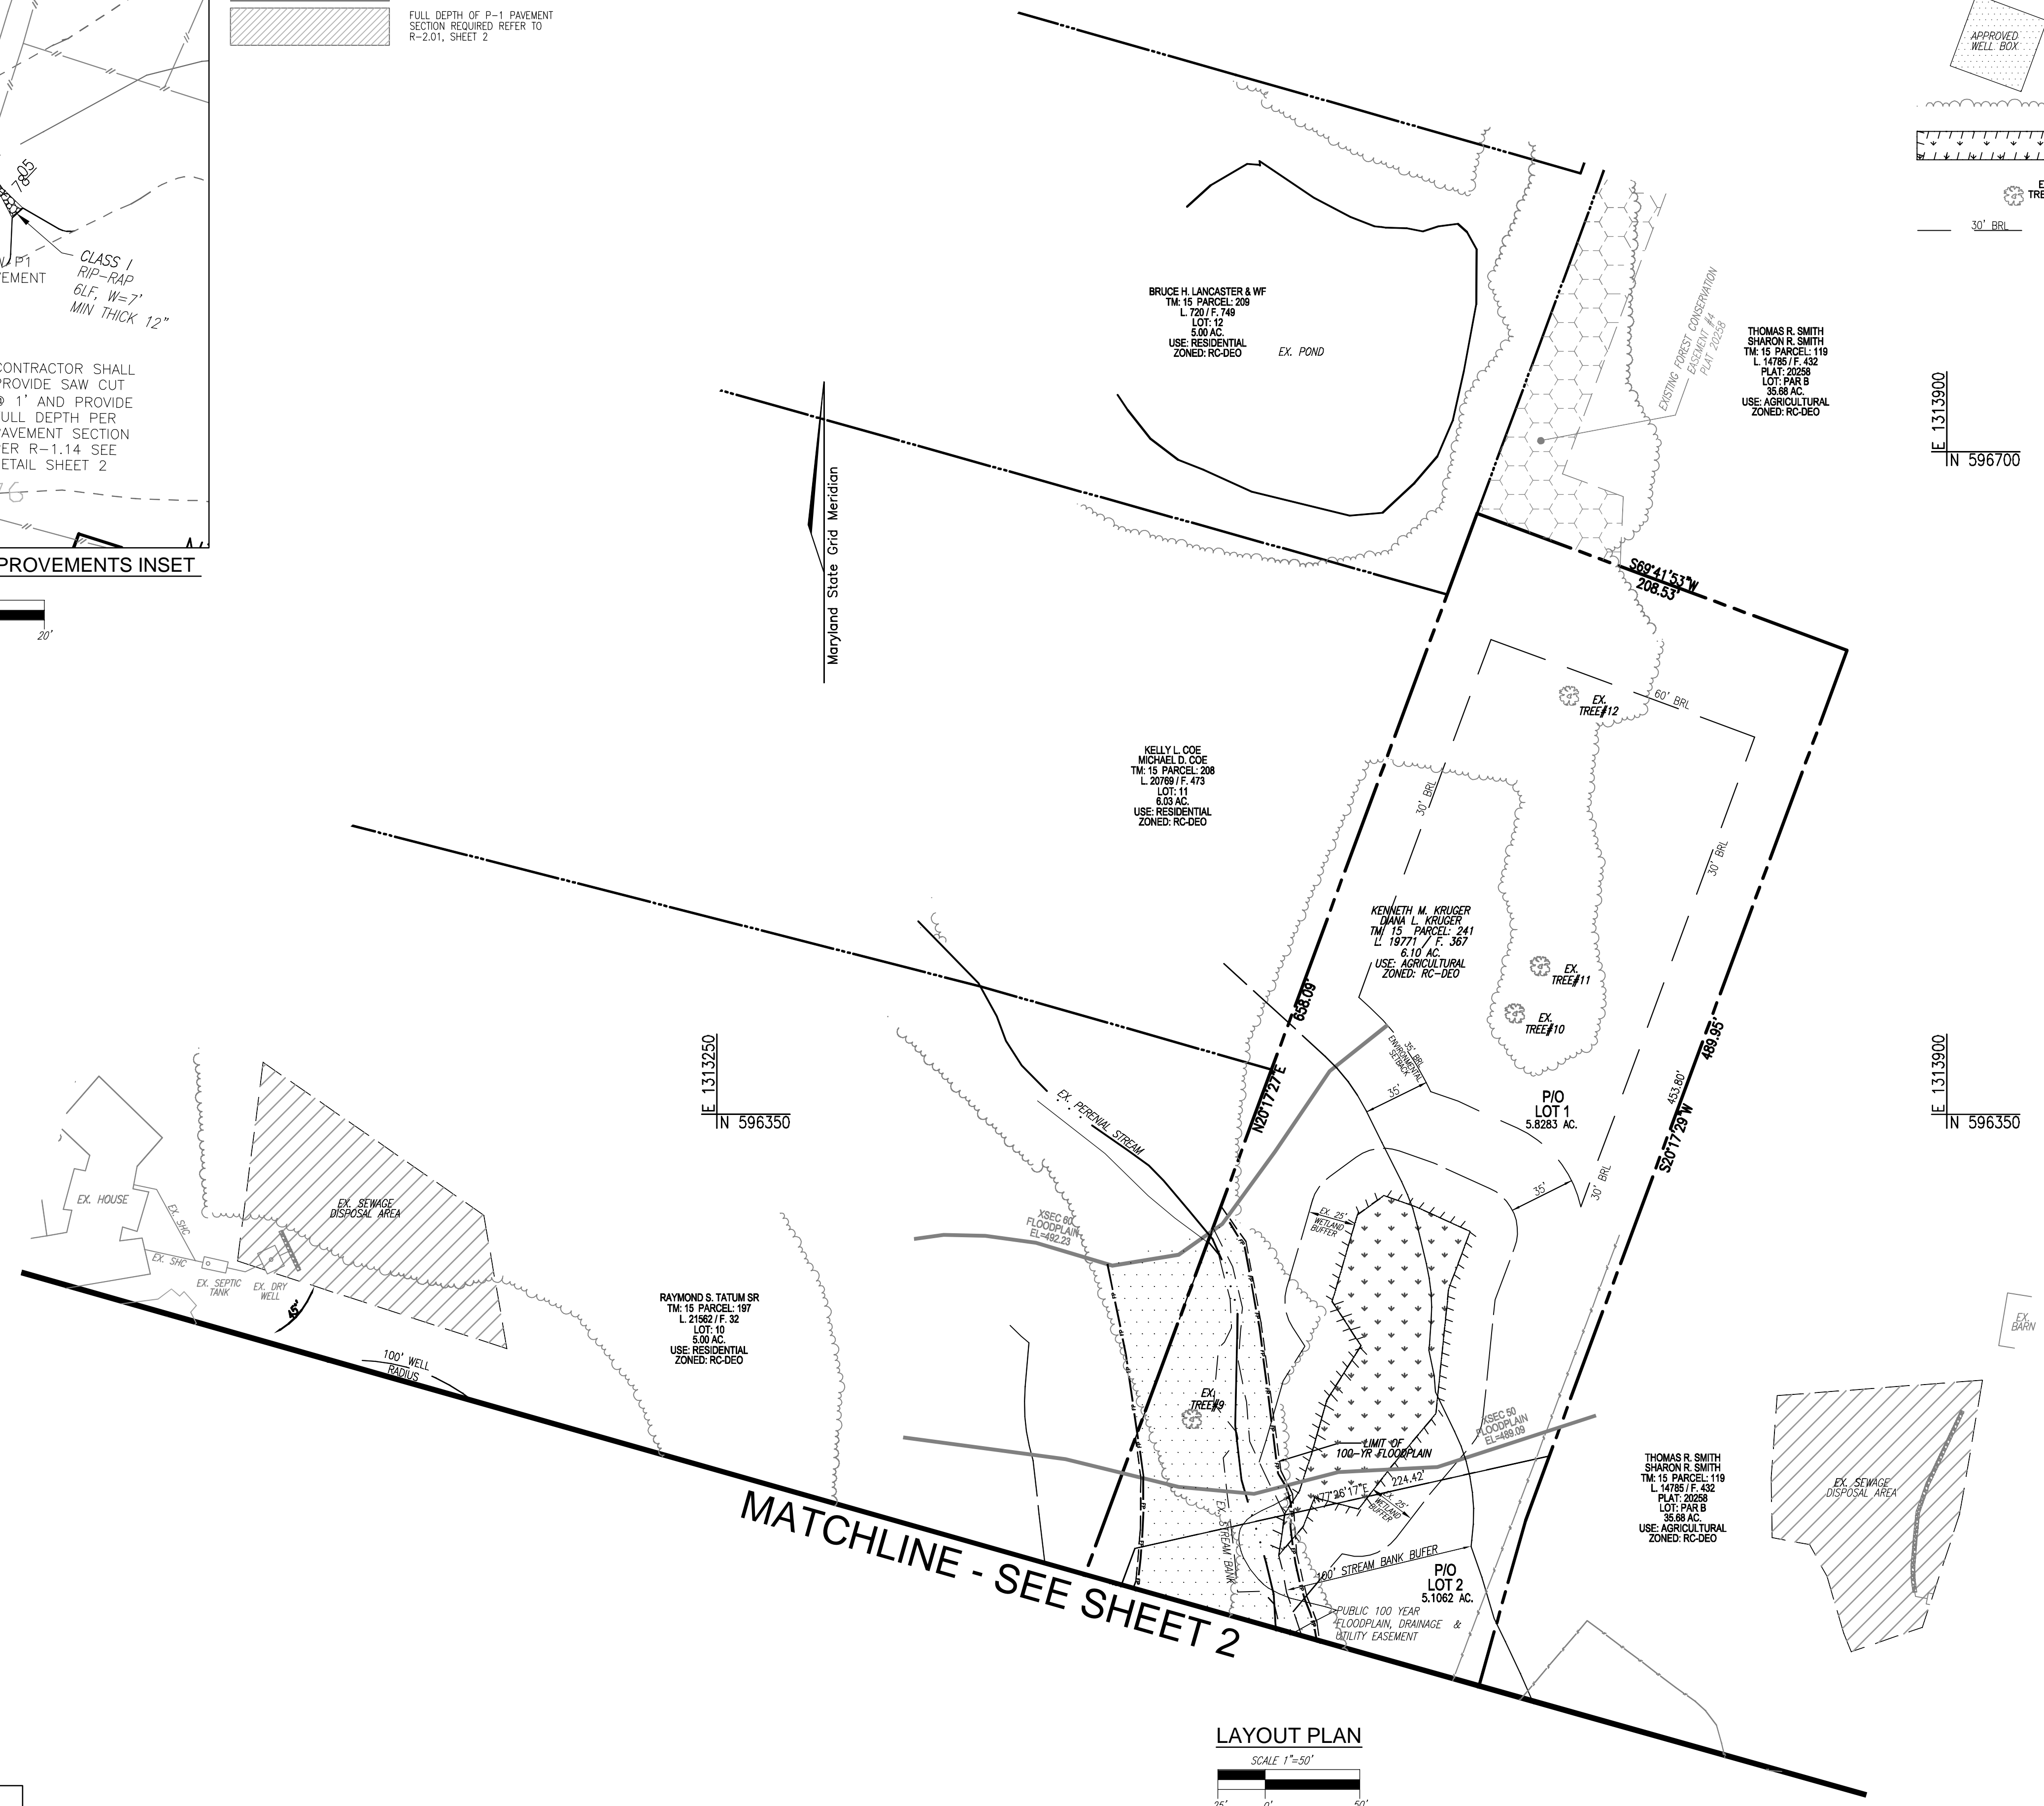 FULL DEPTH OF P-1 PAVEMENT
SECTION REQUIRED REFER TO
R-2.01, SHEET 2
APPROVED
WELL BOX
30' BRL
05
78
CLASS I
RIP-RAP
6LF, W=7'
MIN THICK 12"
CONTRACTOR SHALL
PROVIDE SAW CUT
@ 1' AND PROVIDE
FULL DEPTH PER
PAVEMENT SECTION
PER R-1.14 SEE
DETAIL SHEET 2
PROVEMENTS INSET
20'
BRUCE H. LANCASTER & WF
TM: 15 PARCEL: 209
L. 720 / F. 749
LOT: 12
5.00 AC.
USE: RESIDENTIAL
ZONED: RC-DEO
EX. POND
EXISTING FOREST CONSERVATION
EASEMENT #4
PLAT 20258
THOMAS R. SMITH
SHARON R. SMITH
TM: 15 PARCEL: 119
L. 14785 / F. 432
PLAT: 20258
LOT: PAR B
35.68 AC.
USE: AGRICULTURAL
ZONED: RC-DEO
E 1313900
N 596700
Maryland State Grid Meridian
S69°41'53"W
208.53'
60' BRL
EX.
TREE#12
KELLY L. COE
MICHAEL D. COE
TM: 15 PARCEL: 208
L. 20769 / F. 473
LOT: 11
6.03 AC.
USE: RESIDENTIAL
ZONED: RC-DEO
30' BRL
30' BRL
KENNETH M. KRUGER
DIANA L. KRUGER
TM: 15 PARCEL: 241
L. 19771 / F. 367
6.10 AC.
USE: AGRICULTURAL
ZONED: RC-DEO
EX.
TREE#11
EX.
TREE#10
658.09'
N20°17'27"E
489.95'
453.80'
S20°17'29"W
35' BRL
ENVIRONMENTAL
SETBACK
35'
P/O
LOT 1
5.8283 AC.
E 1313250
N 596350
E 1313900
N 596350
EX. PERENIAL STREAM
EX. HOUSE
EX. SHC
EX. SHC
EX. SEPTIC
TANK
EX. DRY
WELL
EX. SEWAGE
DISPOSAL AREA
45'
100' WELL
RADIUS
XSEC 60
FLOODPLAIN
EL=492.23
EX. 25'
WETLAND
BUFFER
35'
30' BRL
RAYMOND S. TATUM SR
TM: 15 PARCEL: 197
L. 21562 / F. 32
LOT: 10
5.00 AC.
USE: RESIDENTIAL
ZONED: RC-DEO
EX.
BARN
EX.
TREE#9
LIMIT OF
100-YR FLOODPLAIN
XSEC 50
FLOODPLAIN
EL=489.09
224.42'
N77°26'17"E
EX. 25'
WETLAND
BUFFER
EX. STREAM BANK
100' STREAM BANK BUFER
P/O
LOT 2
5.1062 AC.
PUBLIC 100 YEAR
FLOODPLAIN, DRAINAGE &
UTILITY EASEMENT
THOMAS R. SMITH
SHARON R. SMITH
TM: 15 PARCEL: 119
L. 14785 / F. 432
PLAT: 20258
LOT: PAR B
35.68 AC.
USE: AGRICULTURAL
ZONED: RC-DEO
EX. SEWAGE
DISPOSAL AREA
MATCHLINE - SEE SHEET 2
LAYOUT PLAN
SCALE 1"=50'
25' 0' 50'